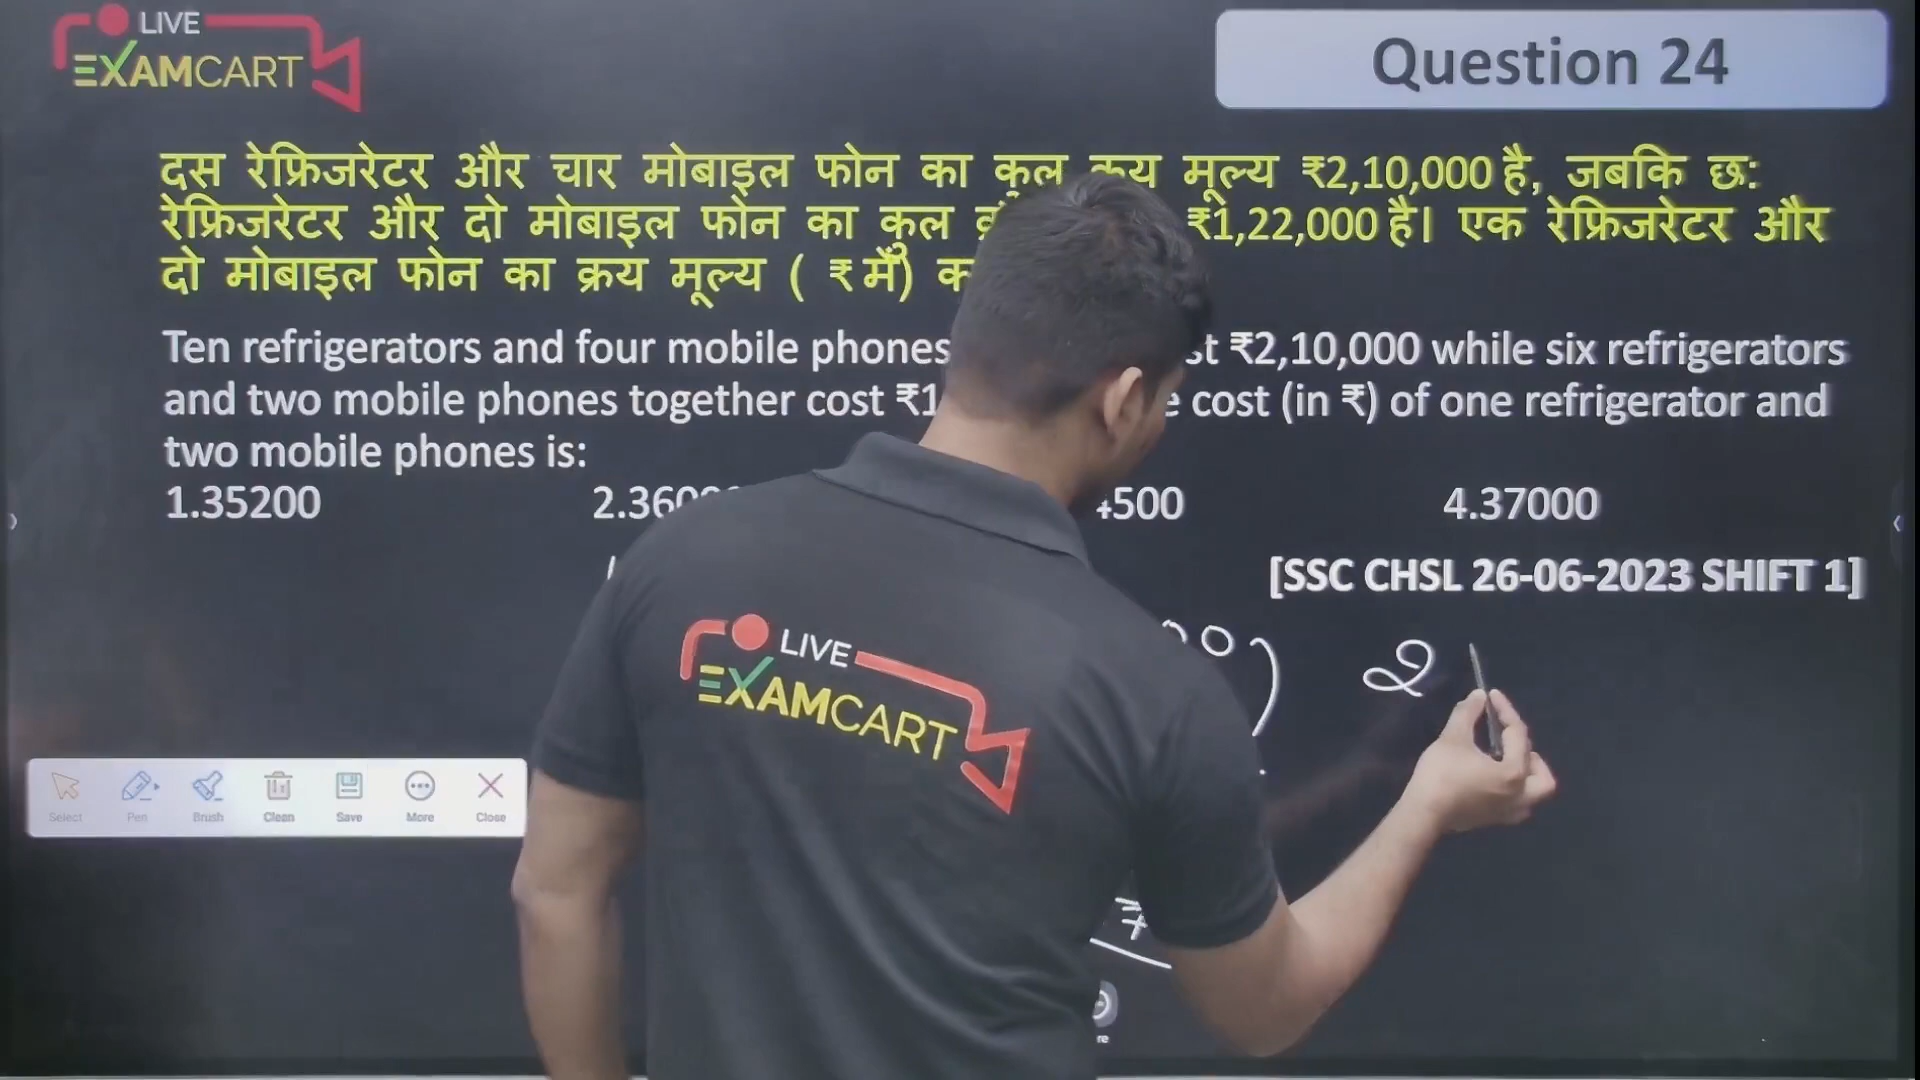 LIVE
EXAMCART
Question 24
दस रेफ्रिजरेटर और चार मोबाइल फोन का कुल क्रय मूल्य ₹2,10,000 है, जबकि छ:
रेफ्रिजरेटर और दो मोबाइल फोन का कुल ₹1,22,000 है। एक रेफ्रिजरेटर और
दो मोबाइल फोन का क्रय मूल्य ( ₹ में)
Ten refrigerators and four mobile phones ₹2,10,000 while six refrigerators
and two mobile phones together cost cost (in ₹) of one refrigerator and
two mobile phones is:
1.35200 4.37000
[SSC CHSL 26-06-2023 SHIFT 1]
2
LIVE
EXAMCART
Select Pen Brush Clean Save More Close